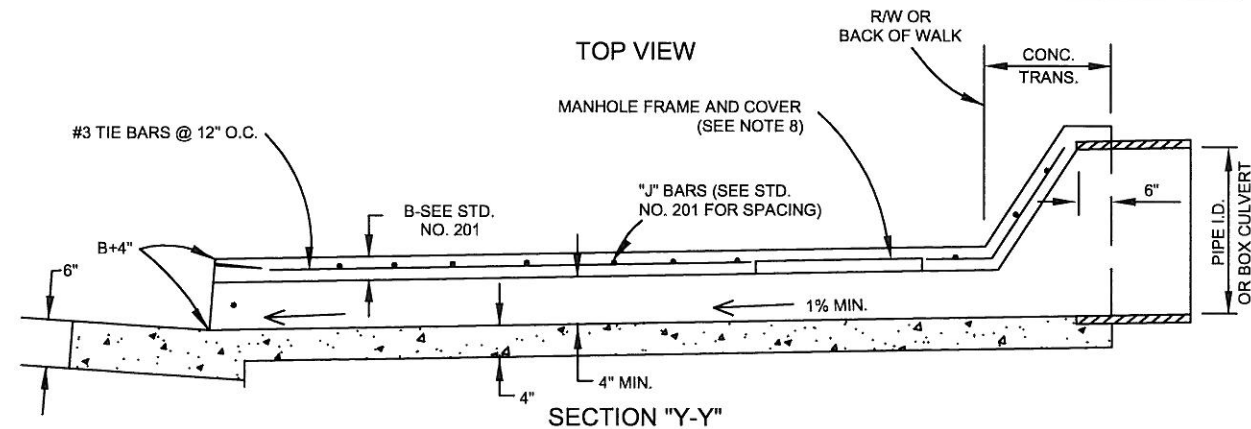 R/W OR
BACK OF WALK
TOP VIEW
CONC.
TRANS.
MANHOLE FRAME AND COVER
(SEE NOTE 8)
#3 TIE BARS @ 12" O.C.
"J" BARS (SEE STD.
NO. 201 FOR SPACING)
B-SEE STD.
NO. 201
6"
PIPE I.D.
OR BOX CULVERT
B+4"
6"
1% MIN.
4" MIN.
4"
SECTION "Y-Y"